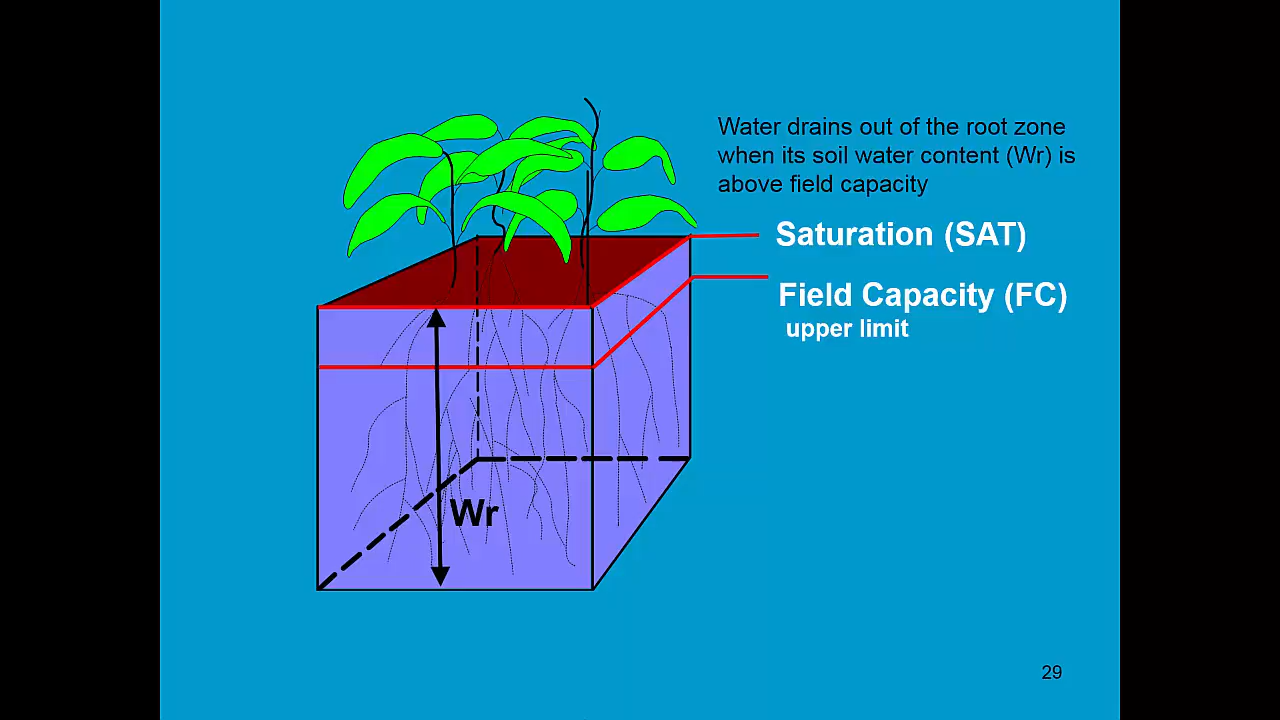 Water drains out of the root zone
when its soil water content (Wr) is
above field capacity
Saturation (SAT)
Field Capacity (FC)
upper limit
Wr
29